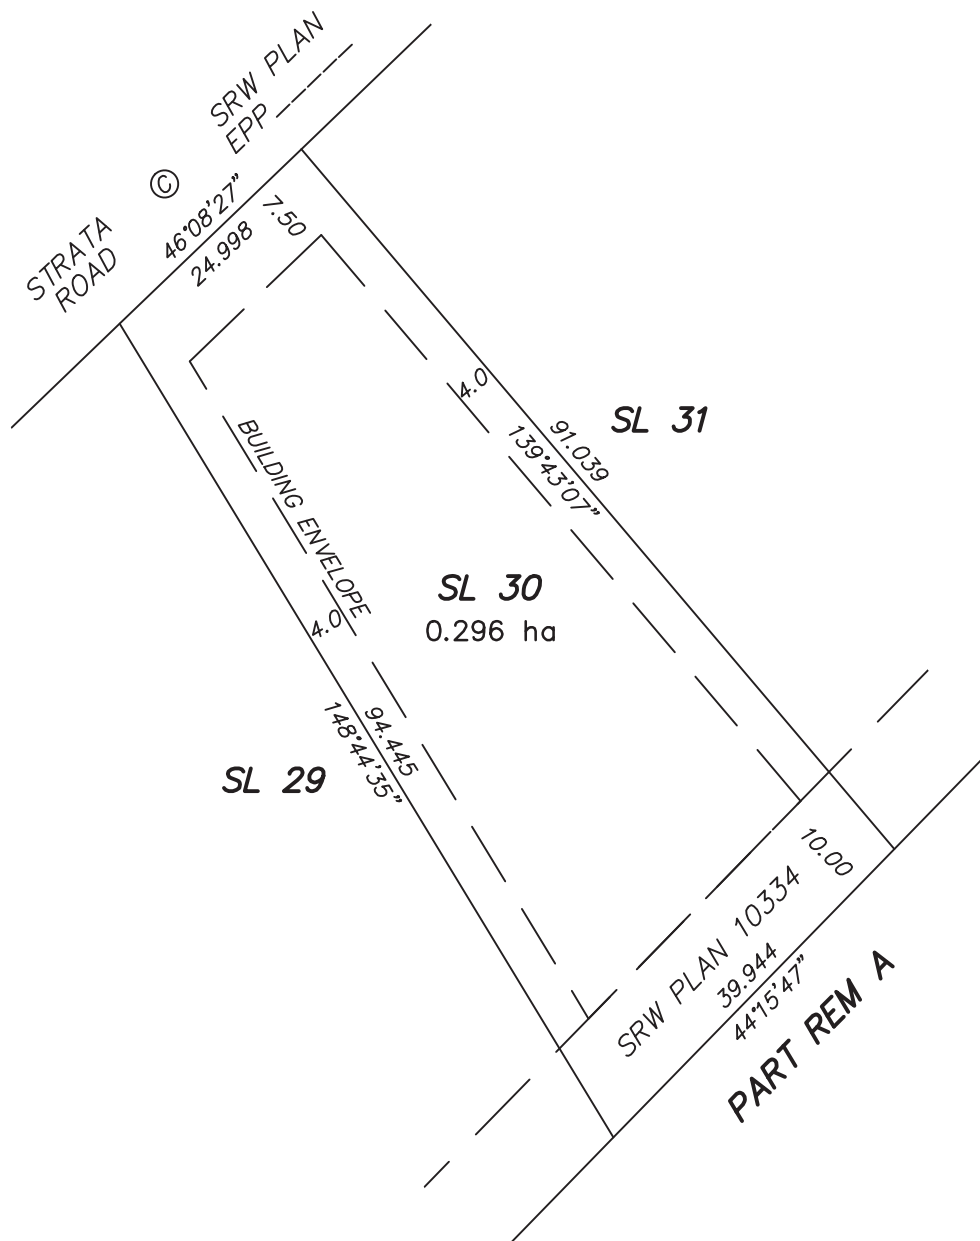 SRW PLAN
EPP
©
STRATA
ROAD
46°08'27"
24.998
7.50
4.0
SL 31
91.039
139°43'07"
BUILDING ENVELOPE
SL 30
0.296 ha
4.0
94.445
148°44'35"
SL 29
10.00
SRW PLAN 10334
39.944
44°15'47"
PART REM A